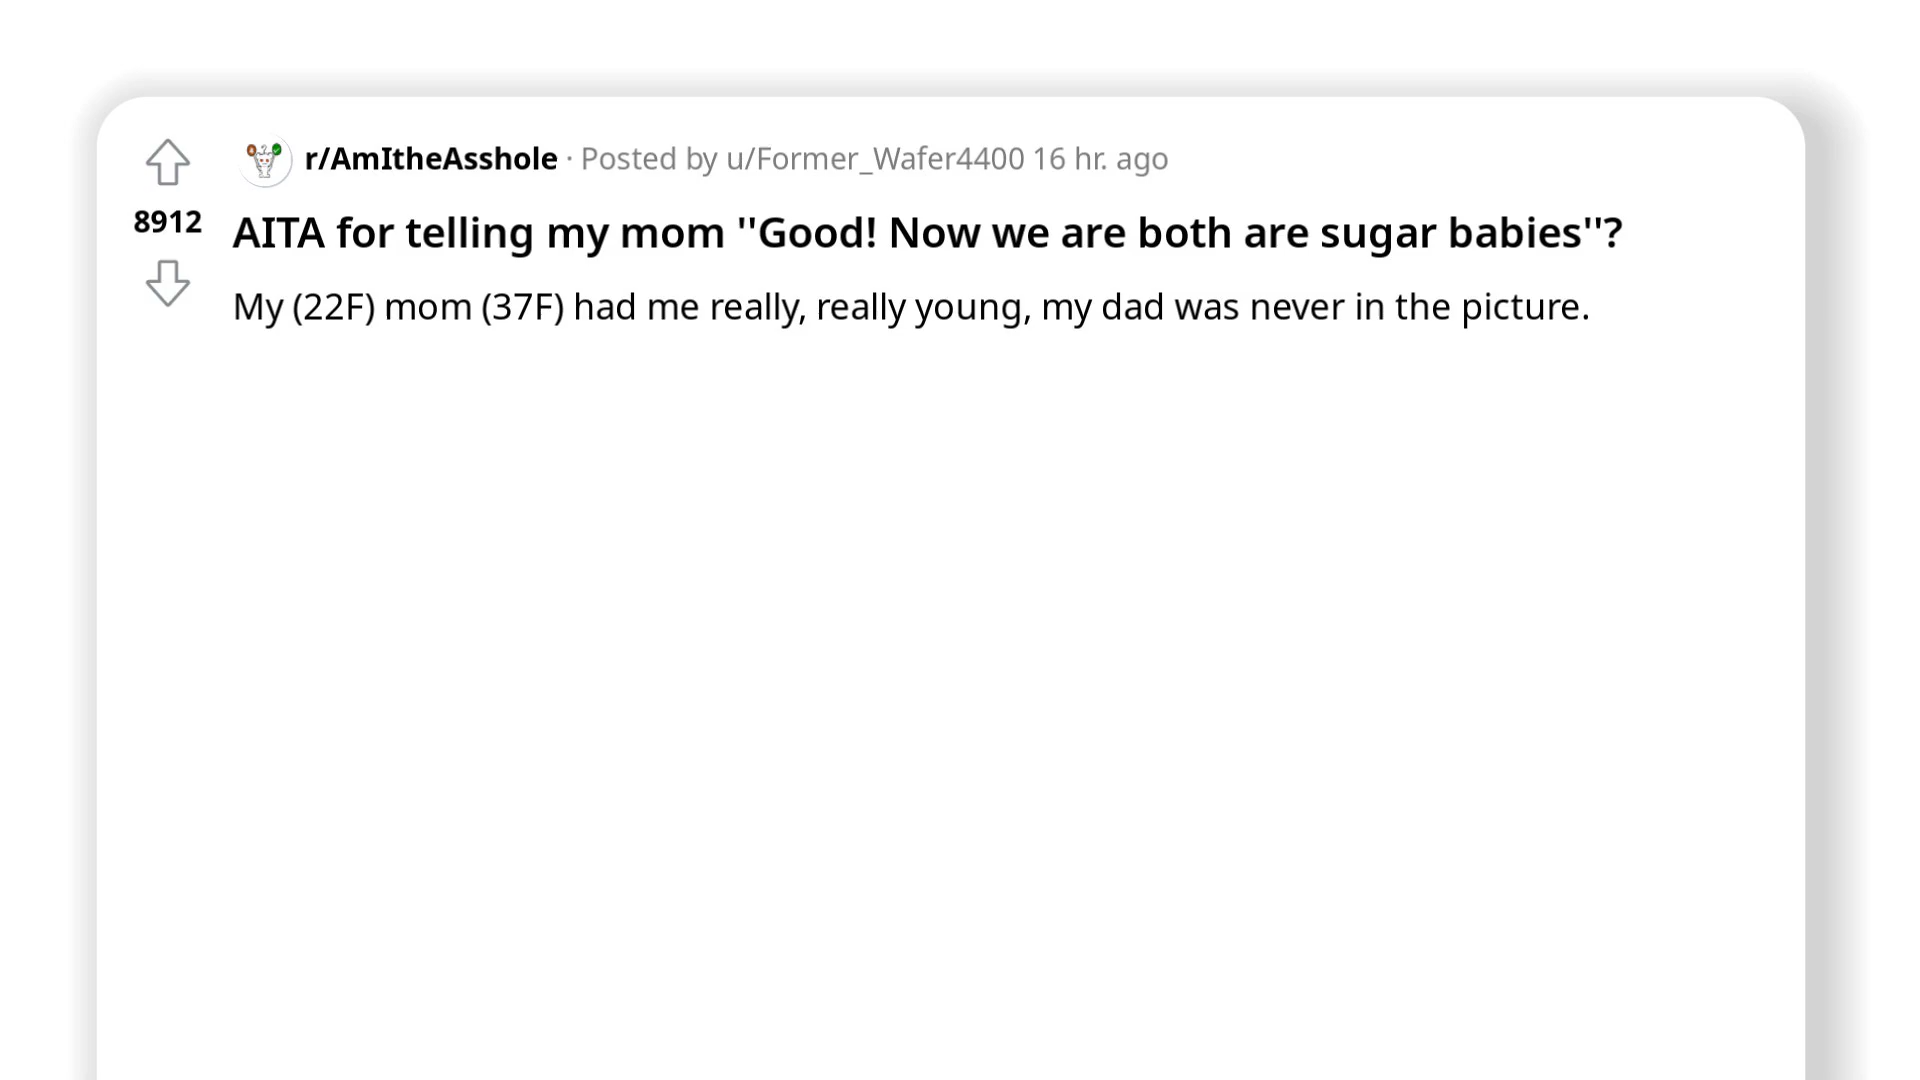 r/AmItheAsshole · Posted by u/Former_Wafer4400 16 hr. ago
8912
AITA for telling my mom ''Good! Now we are both are sugar babies''?
My (22F) mom (37F) had me really, really young, my dad was never in the picture.